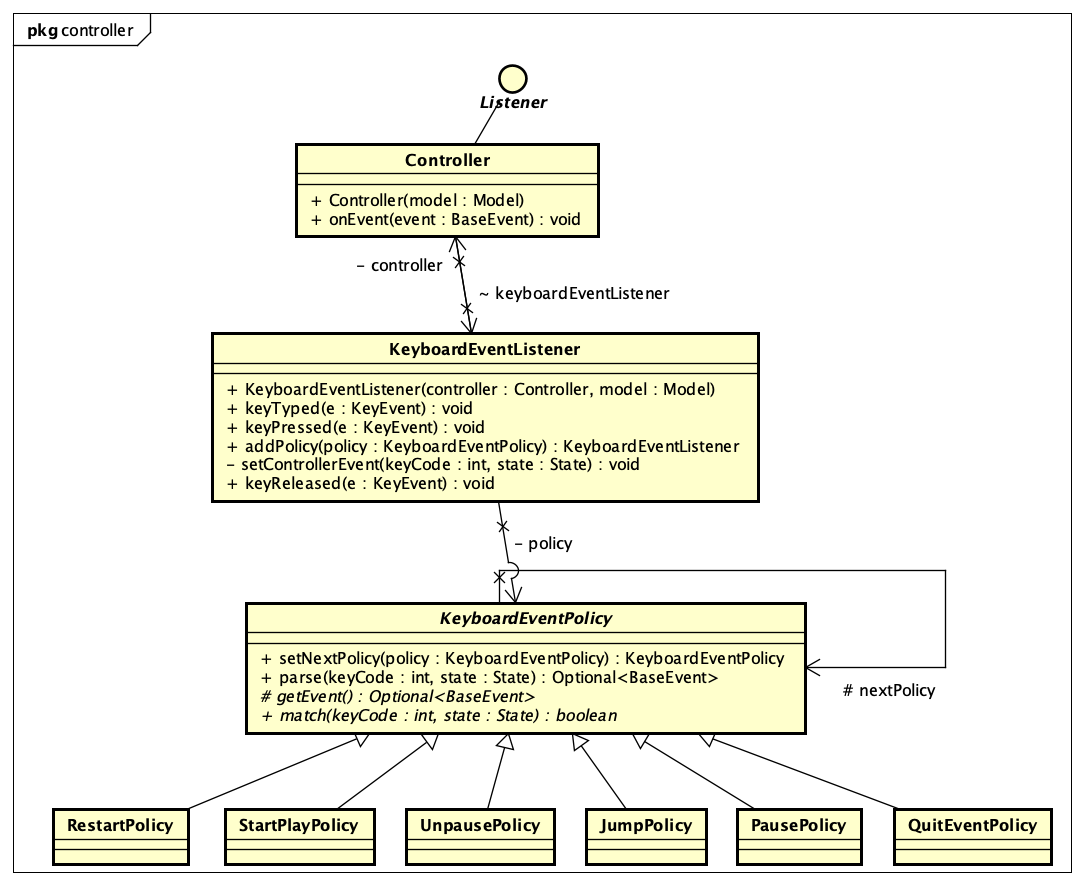 pkg controller
Listener
Controller
+ Controller(model : Model)
+ onEvent(event : BaseEvent) : void
- controller
~ keyboardEventListener
KeyboardEventListener
+ KeyboardEventListener(controller : Controller, model : Model)
+ keyTyped(e : KeyEvent) : void
+ keyPressed(e : KeyEvent) : void
+ addPolicy(policy : KeyboardEventPolicy) : KeyboardEventListener
- setControllerEvent(keyCode : int, state : State) : void
+ keyReleased(e : KeyEvent) : void
- policy
KeyboardEventPolicy
+ setNextPolicy(policy : KeyboardEventPolicy) : KeyboardEventPolicy
+ parse(keyCode : int, state : State) : Optional<BaseEvent>
# getEvent() : Optional<BaseEvent>
+ match(keyCode : int, state : State) : boolean
# nextPolicy
RestartPolicy
StartPlayPolicy
UnpausePolicy
JumpPolicy
PausePolicy
QuitEventPolicy